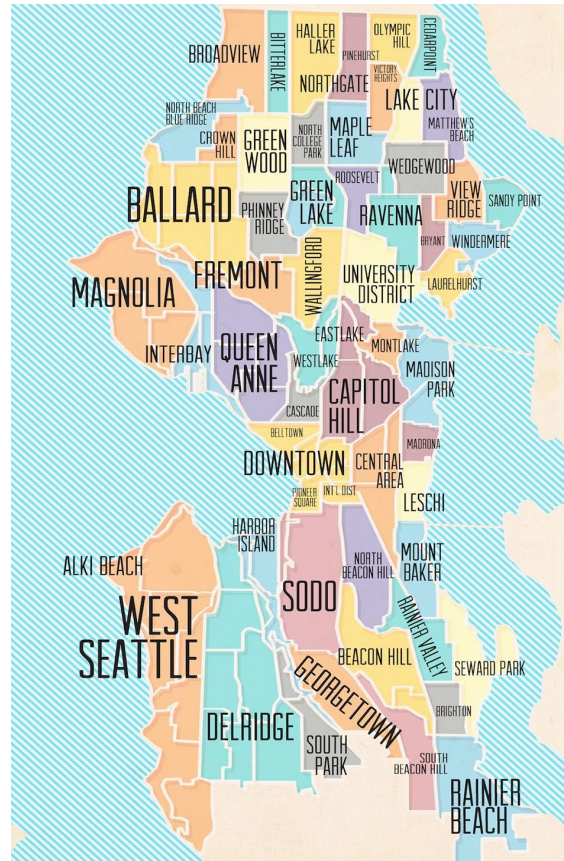 BROADVIEW
BITTERLAKE
HALLER
LAKE
PINEHURST
OLYMPIC
HILL
CEDARPOINT
NORTHGATE
VICTORY
HEIGHTS
LAKE CITY
NORTH BEACH
BLUE RIDGE
CROWN
HILL
GREEN
WOOD
NORTH
COLLEGE
PARK
MAPLE
LEAF
MATTHEW'S
BEACH
WEDGEWOOD
ROOSEVELT
BALLARD
PHINNEY
RIDGE
GREEN
LAKE
RAVENNA
VIEW
RIDGE
SANDY POINT
BRYANT
WINDERMERE
MAGNOLIA
FREMONT
WALLINGFORD
UNIVERSITY
DISTRICT
LAURELHURST
INTERBAY
QUEEN
ANNE
WESTLAKE
EASTLAKE
MONTLAKE
MADISON
PARK
CASCADE
CAPITOL
HILL
BELLTOWN
DOWNTOWN
CENTRAL
AREA
MADRONA
PIONEER
SQUARE
INT'L DIST
LESCHI
HARBOR
ISLAND
ALKI BEACH
SODO
NORTH
BEACON HILL
MOUNT
BAKER
WEST
SEATTLE
RAINIER VALLEY
BEACON HILL
SEWARD PARK
GEORGETOWN
DELRIDGE
SOUTH
PARK
BRIGHTON
SOUTH
BEACON HILL
RAINIER
BEACH